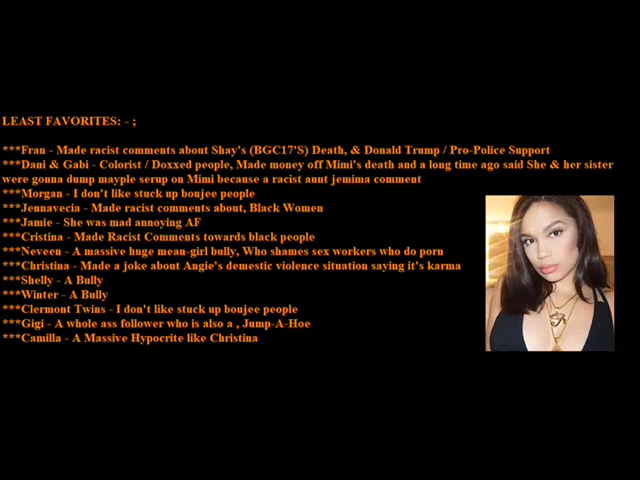 LEAST FAVORITES: - ;
***Fran - Made racist comments about Shay's (BGC17'S) Death, & Donald Trump / Pro-Police Support
***Dani & Gabi - Colorist / Doxxed people, Made money off Mimi's death and a long time ago said She & her sister
were gonna dump mayple serup on Mimi because a racist aunt jemima comment
***Morgan - I don't like stuck up boujee people
***Jennavecia - Made racist comments about, Black Women
***Jamie - She was mad annoying AF
***Cristina - Made Racist Comments towards black people
***Neveen - A massive huge mean-girl bully, Who shames sex workers who do porn
***Christina - Made a joke about Angie's demestic violence situation saying it's karma
***Shelly - A Bully
***Winter - A Bully
***Clermont Twins - I don't like stuck up boujee people
***Gigi - A whole ass follower who is also a , Jump-A-Hoe
***Camilla - A Massive Hypocrite like Christina